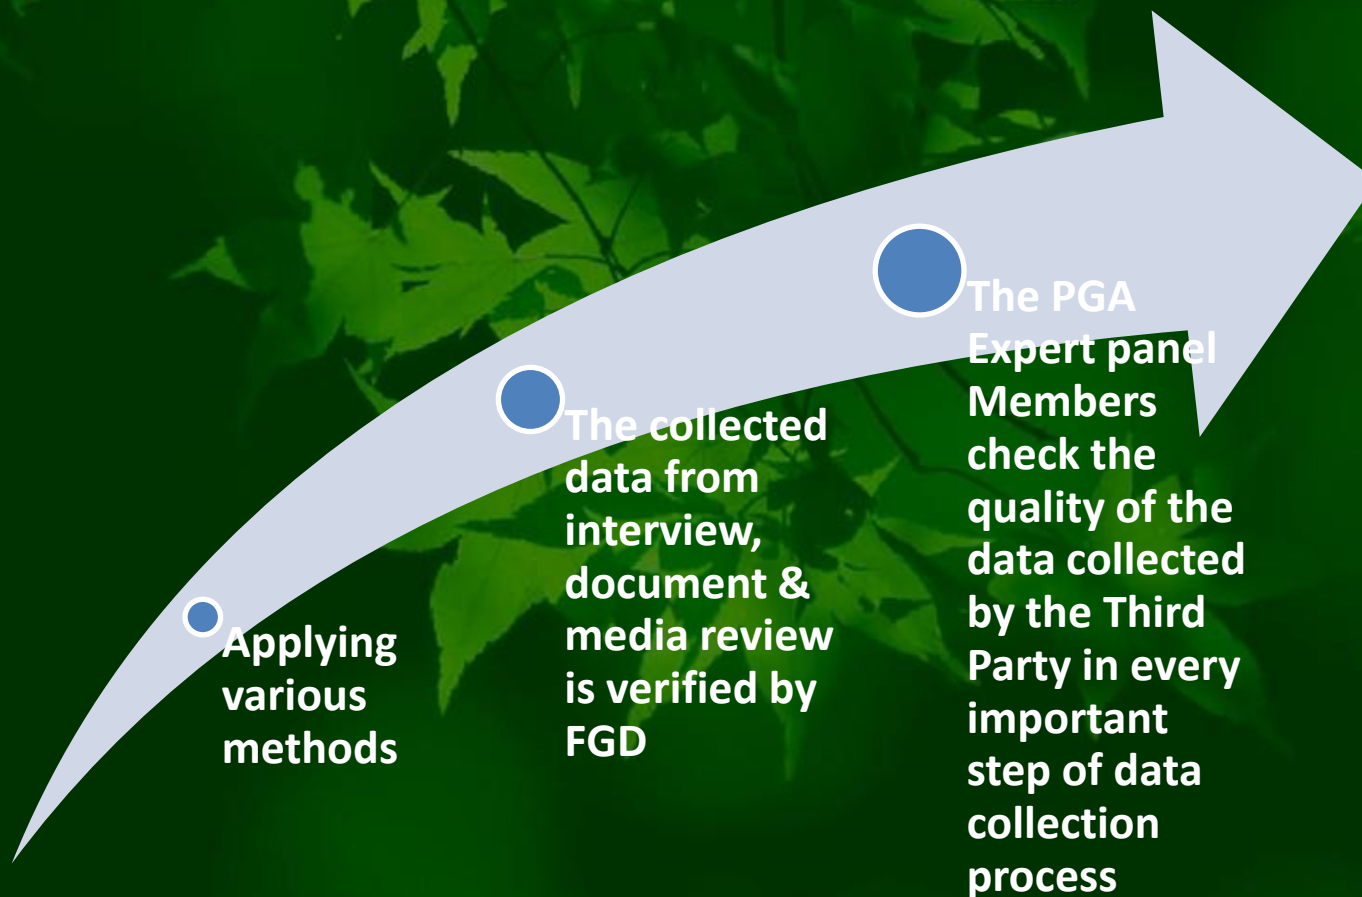 Applying
various
methods
The collected
data from
interview,
document &
media review
is verified by
FGD
The PGA
Expert panel
Members
check the
quality of the
data collected
by the Third
Party in every
important
step of data
collection
process